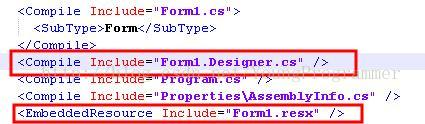 <Compile Include="Form1.cs">
<SubType>Form</SubType>
</Compile>
<Compile Include="Form1.Designer.cs" />
<Compile Include="Program.cs" />
<Compile Include="Properties\AssemblyInfo.cs" />
<EmbeddedResource Include="Form1.resx" />